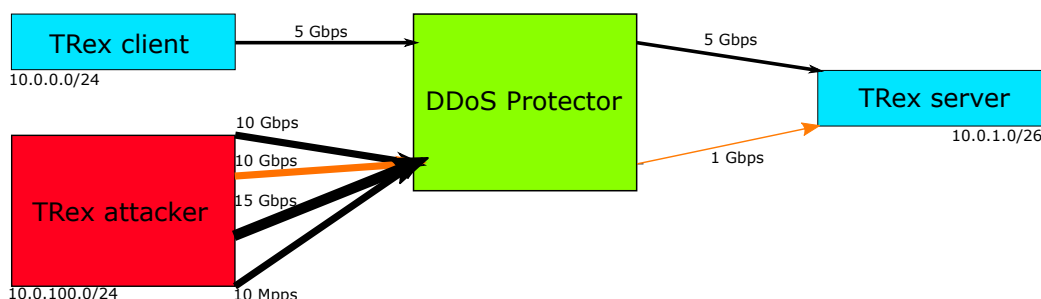 TRex client
10.0.0.0/24
5 Gbps
DDoS Protector
5 Gbps
TRex server
10.0.1.0/26
1 Gbps
TRex attacker
10.0.100.0/24
10 Gbps
10 Gbps
15 Gbps
10 Mpps